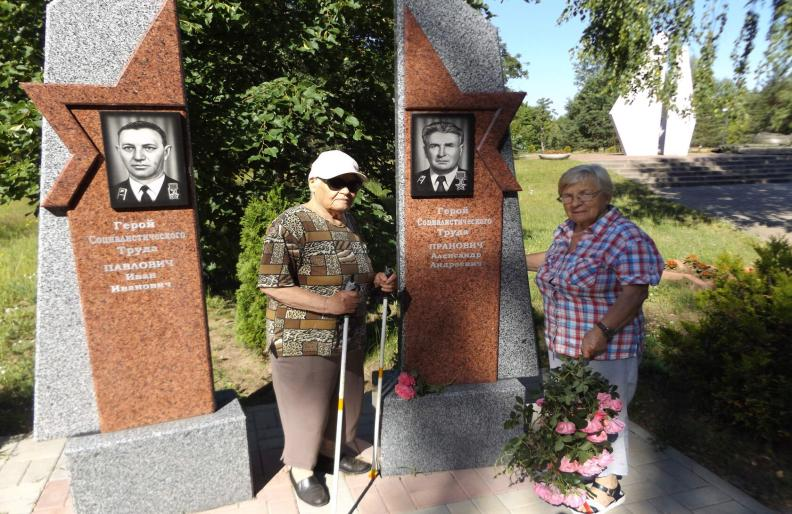 Герой
Социалистического
Труда
ПАВЛОВИЧ
Иван
Иванович
Герой
Социалистического
Труда
ПРАНОВИЧ
Александр
Андреевич